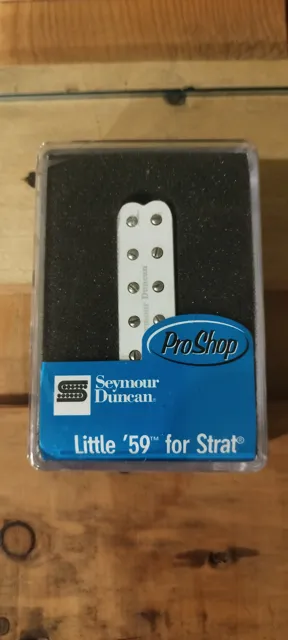 Seymour Duncan
ProShop
Seymour
Duncan®
Little '59™ for Strat®